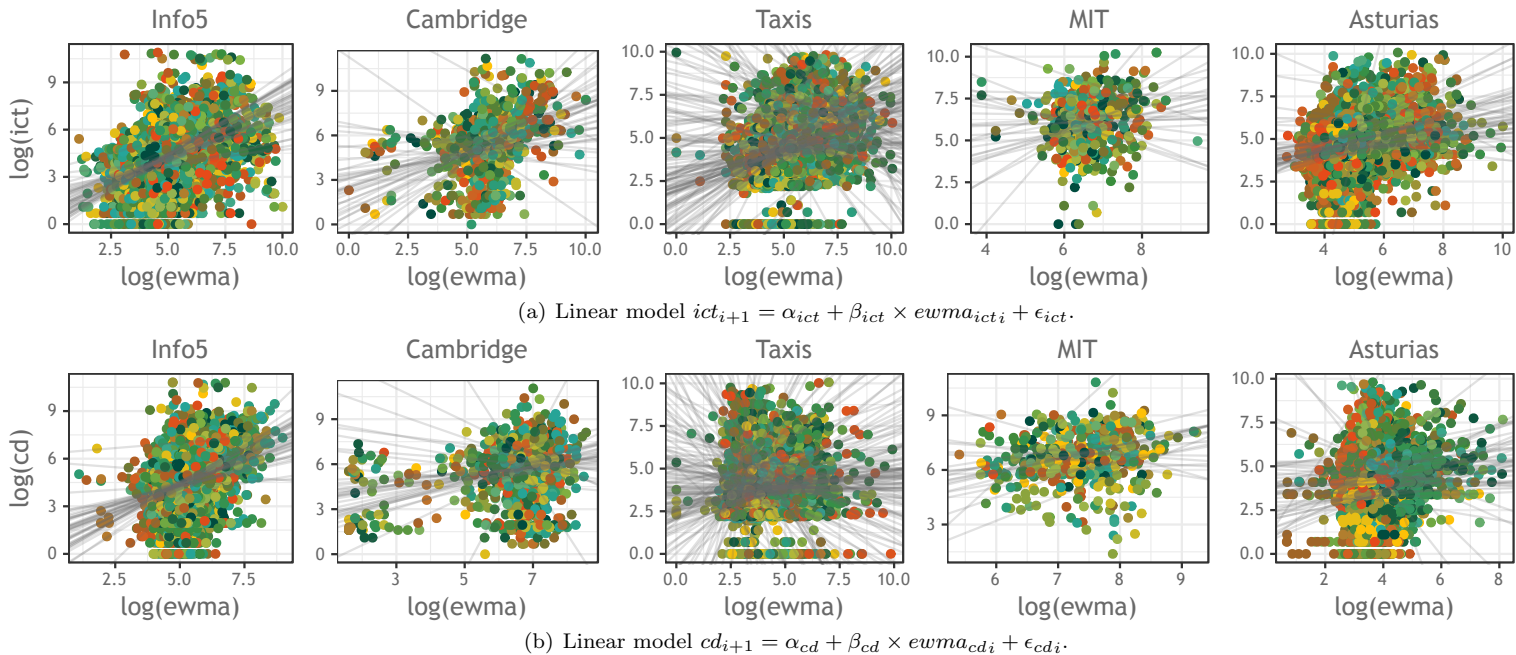 Info5 Cambridge Taxis MIT Asturias
log(ict)
9 6 3 0
9 6 3 0
10.0 7.5 5.0 2.5 0.0
10.0 7.5 5.0 2.5 0.0
10.0 7.5 5.0 2.5 0.0
2.5 5.0 7.5 10.0
0.0 2.5 5.0 7.5 10.0
0.0 2.5 5.0 7.5 10.0
4 6 8
4 6 8 10
log(ewma) log(ewma) log(ewma) log(ewma) log(ewma)
(a) Linear model ict_{i+1} = α_{ict} + β_{ict} × ewma_{ict i} + ϵ_{ict}.
Info5 Cambridge Taxis MIT Asturias
log(cd)
9 6 3 0
9 6 3 0
10.0 7.5 5.0 2.5 0.0
9 6 3
10.0 7.5 5.0 2.5 0.0
2.5 5.0 7.5
3 5 7
0.0 2.5 5.0 7.5 10.0
6 7 8 9
2 4 6 8
log(ewma) log(ewma) log(ewma) log(ewma) log(ewma)
(b) Linear model cd_{i+1} = α_{cd} + β_{cd} × ewma_{cd i} + ϵ_{cd i}.